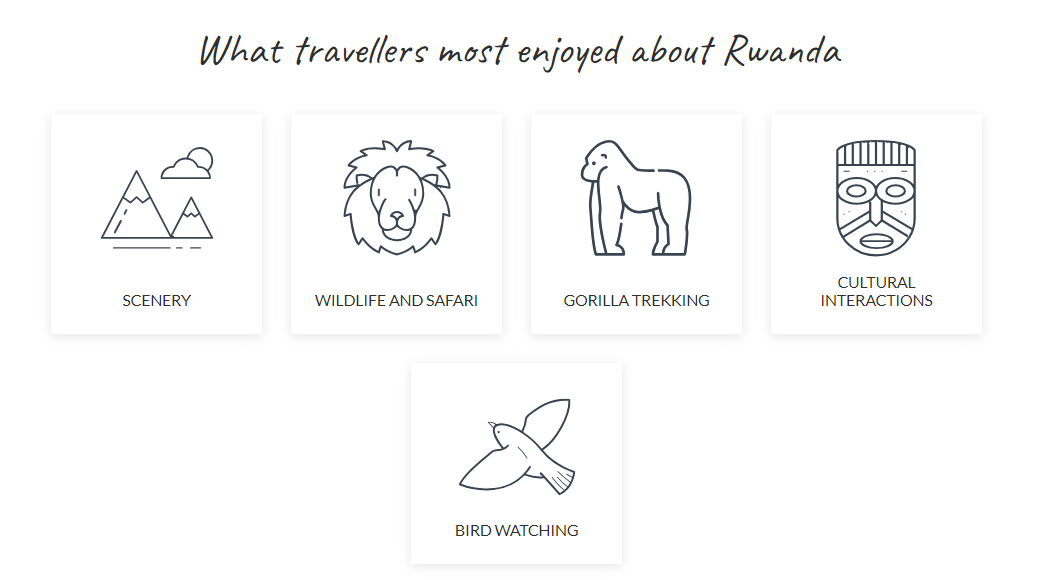 What travellers most enjoyed about Rwanda
SCENERY
WILDLIFE AND SAFARI
GORILLA TREKKING
CULTURAL
INTERACTIONS
BIRD WATCHING